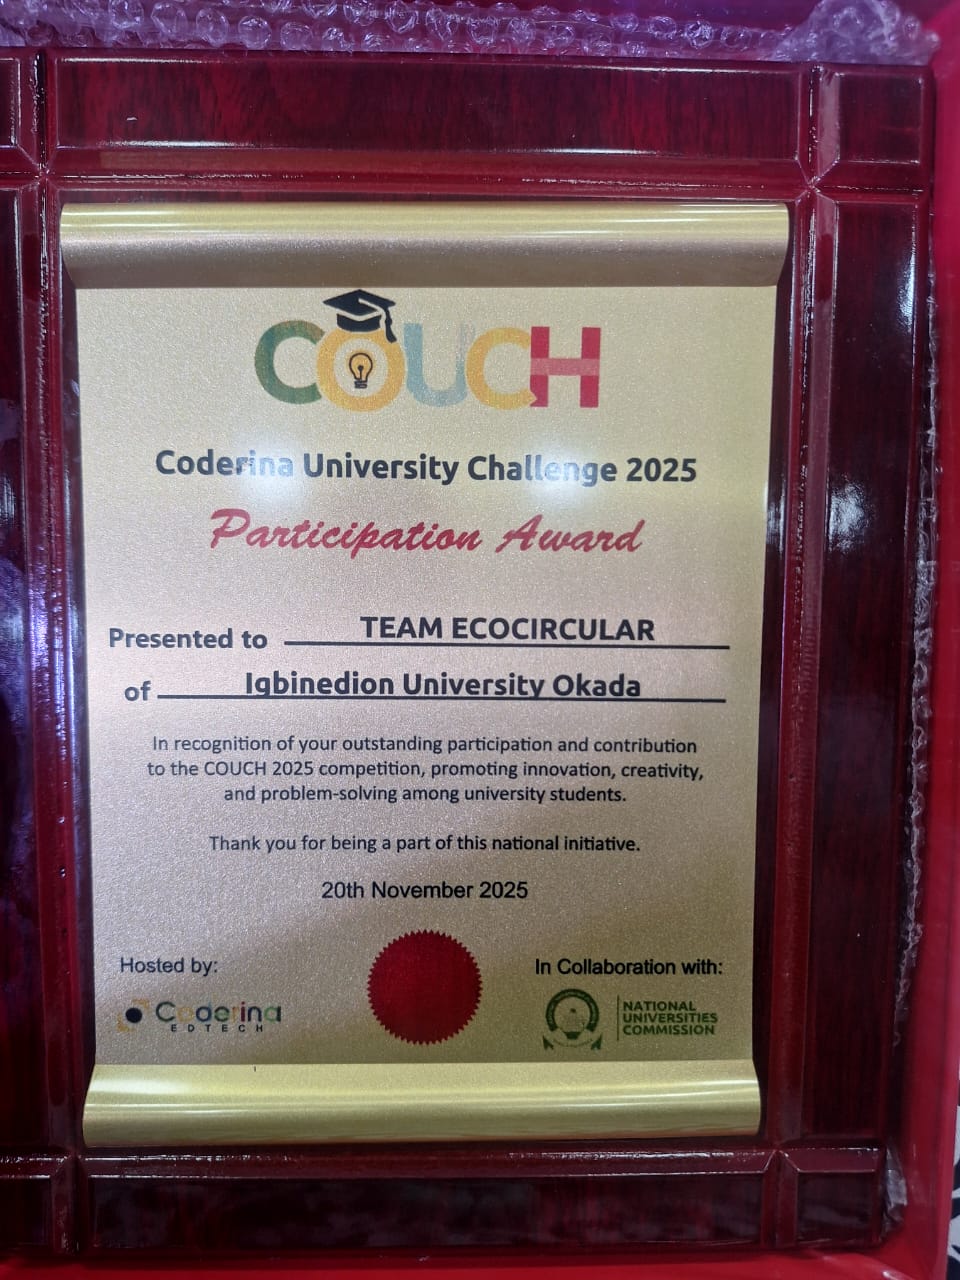 COUCH
Coderina University Challenge 2025
Participation Award
Presented to TEAM ECOCIRCULAR
of Igbinedion University Okada
In recognition of your outstanding participation and contribution
to the COUCH 2025 competition, promoting innovation, creativity,
and problem-solving among university students.
Thank you for being a part of this national initiative.
20th November 2025
Hosted by:
Coderina
EDTECH
In Collaboration with:
NATIONAL
UNIVERSITIES
COMMISSION